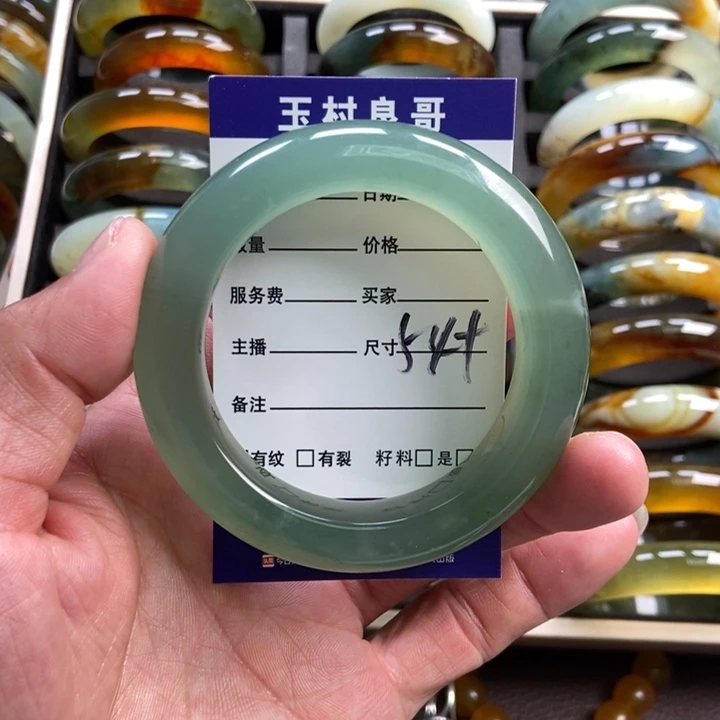 玉村良哥
日期
数量 价格
服务费 买家
主播 尺寸 54+
备注
有纹 □有裂 籽料□是□